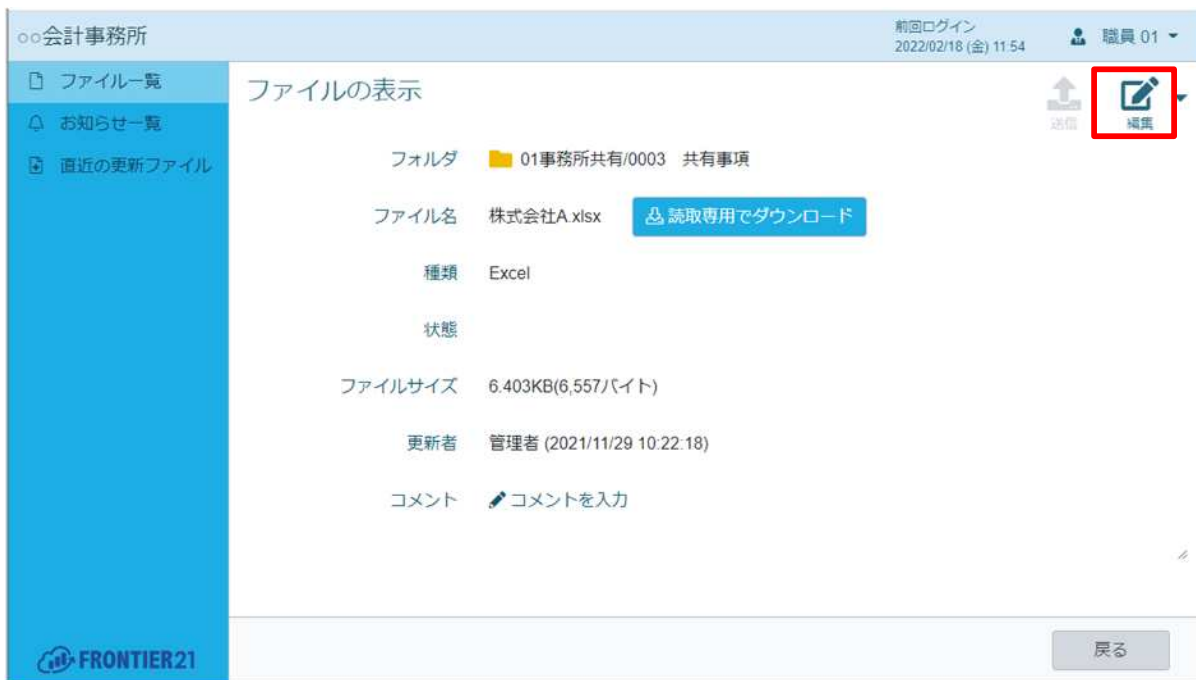 ○○会計事務所
前回ログイン
2022/02/18 (金) 11:54
職員 01
ファイル一覧
お知らせ一覧
直近の更新ファイル
ファイルの表示
送信
編集
フォルダ 01事務所共有/0003 共有事項
ファイル名 株式会社A.xlsx 読取専用でダウンロード
種類 Excel
状態
ファイルサイズ 6.403KB(6,557バイト)
更新者 管理者 (2021/11/29 10:22:18)
コメント コメントを入力
FRONTIER21
戻る